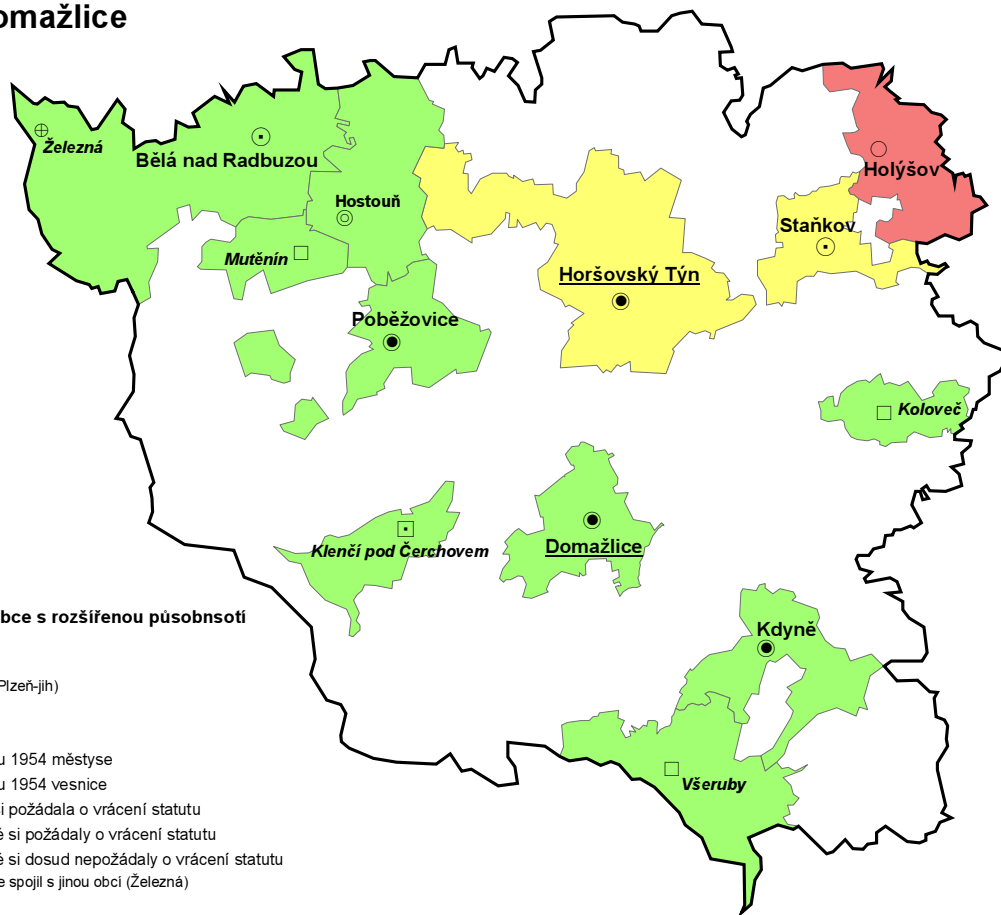 omažlice
Železná
Bělá nad Radbuzou
Hostouň
Mutěnín
Poběžovice
Horšovský Týn
Staňkov
Holýšov
Koloveč
Klenčí pod Čerchovem
Domažlice
Kdyně
Všeruby
bce s rozšířenou působnsotí
Plzeň-jih)
u 1954 městyse
u 1954 vesnice
si požádala o vrácení statutu
é si požádaly o vrácení statutu
é si dosud nepožádaly o vrácení statutu
e spojil s jinou obcí (Železná)